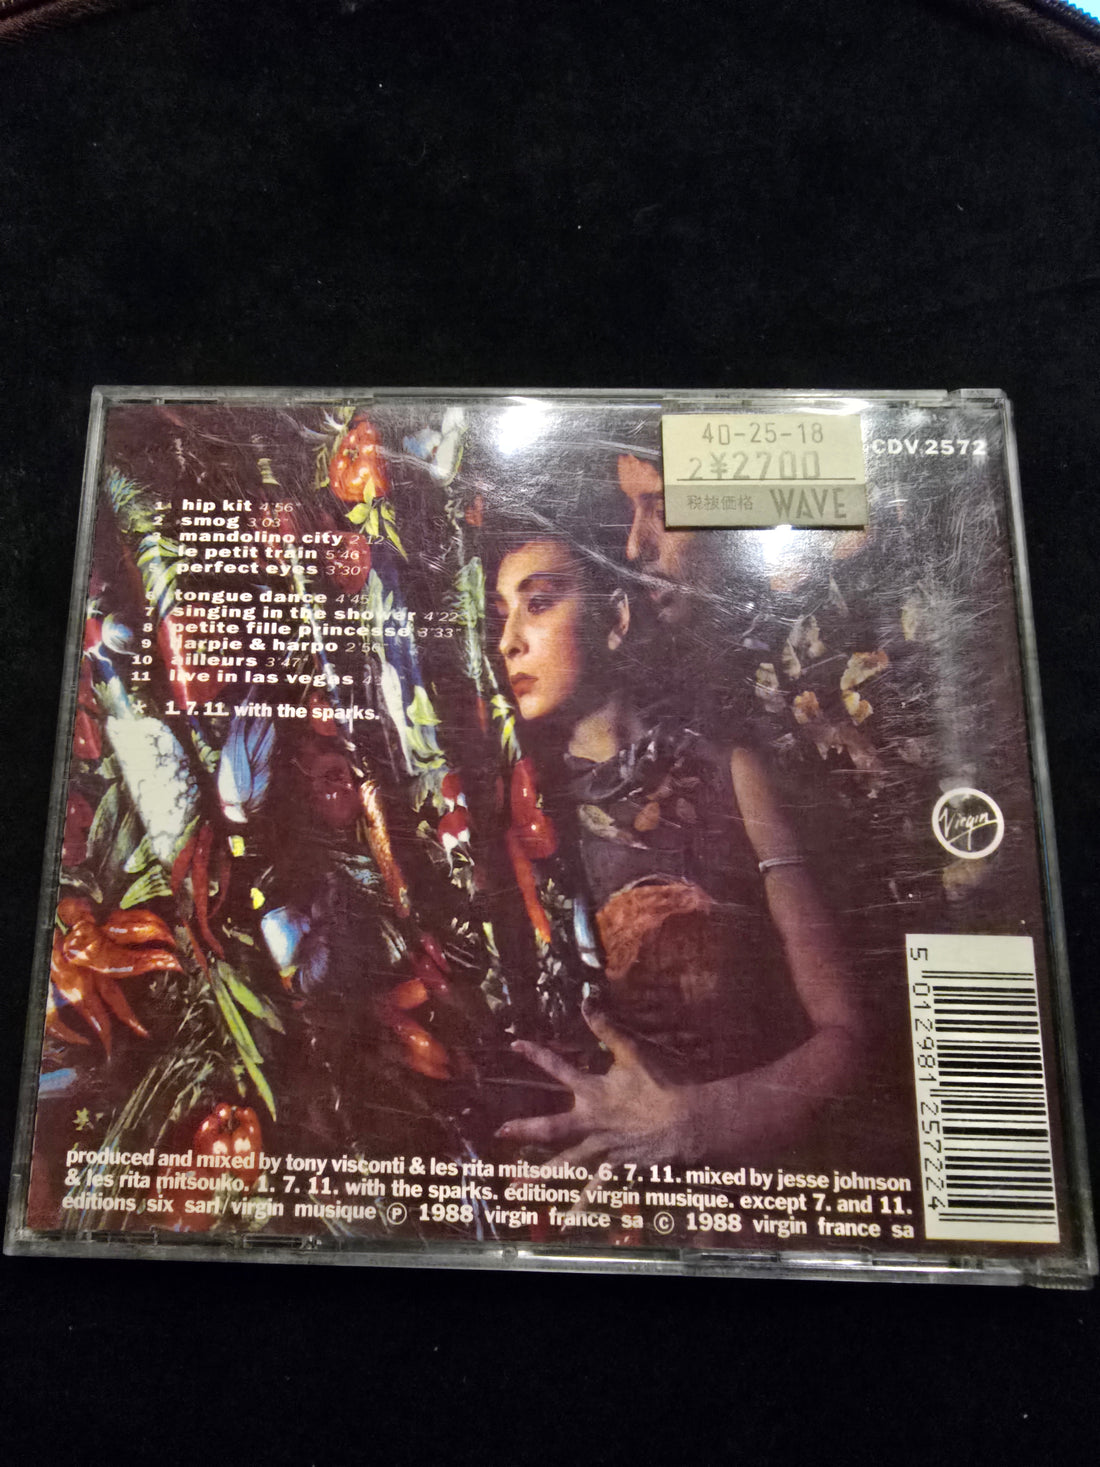 40-25-18
2¥2700
税抜価格 WAVE
CDV 2572
1 hip kit 4'56"
2 smog 3'03"
3 mandolino city 2'12
le petit train 5'46"
5 perfect eyes 3'30"
6 tongue dance 4'45"
7 singing in the shower 4'22"
8 petite fille princesse 3'33"
9 harpie & harpo 2'56"
10 ailleurs 3'47"
11 live in las vegas
* 1. 7. 11. with the sparks.
Virgin
5 012981 257224
produced and mixed by tony visconti & les rita mitsouko. 6. 7. 11. mixed by jesse johnson
& les rita mitsouko. 1. 7. 11. with the sparks. éditions virgin musique. except 7. and 11.
éditions six sarl/virgin musique ℗ 1988 virgin france sa © 1988 virgin france sa